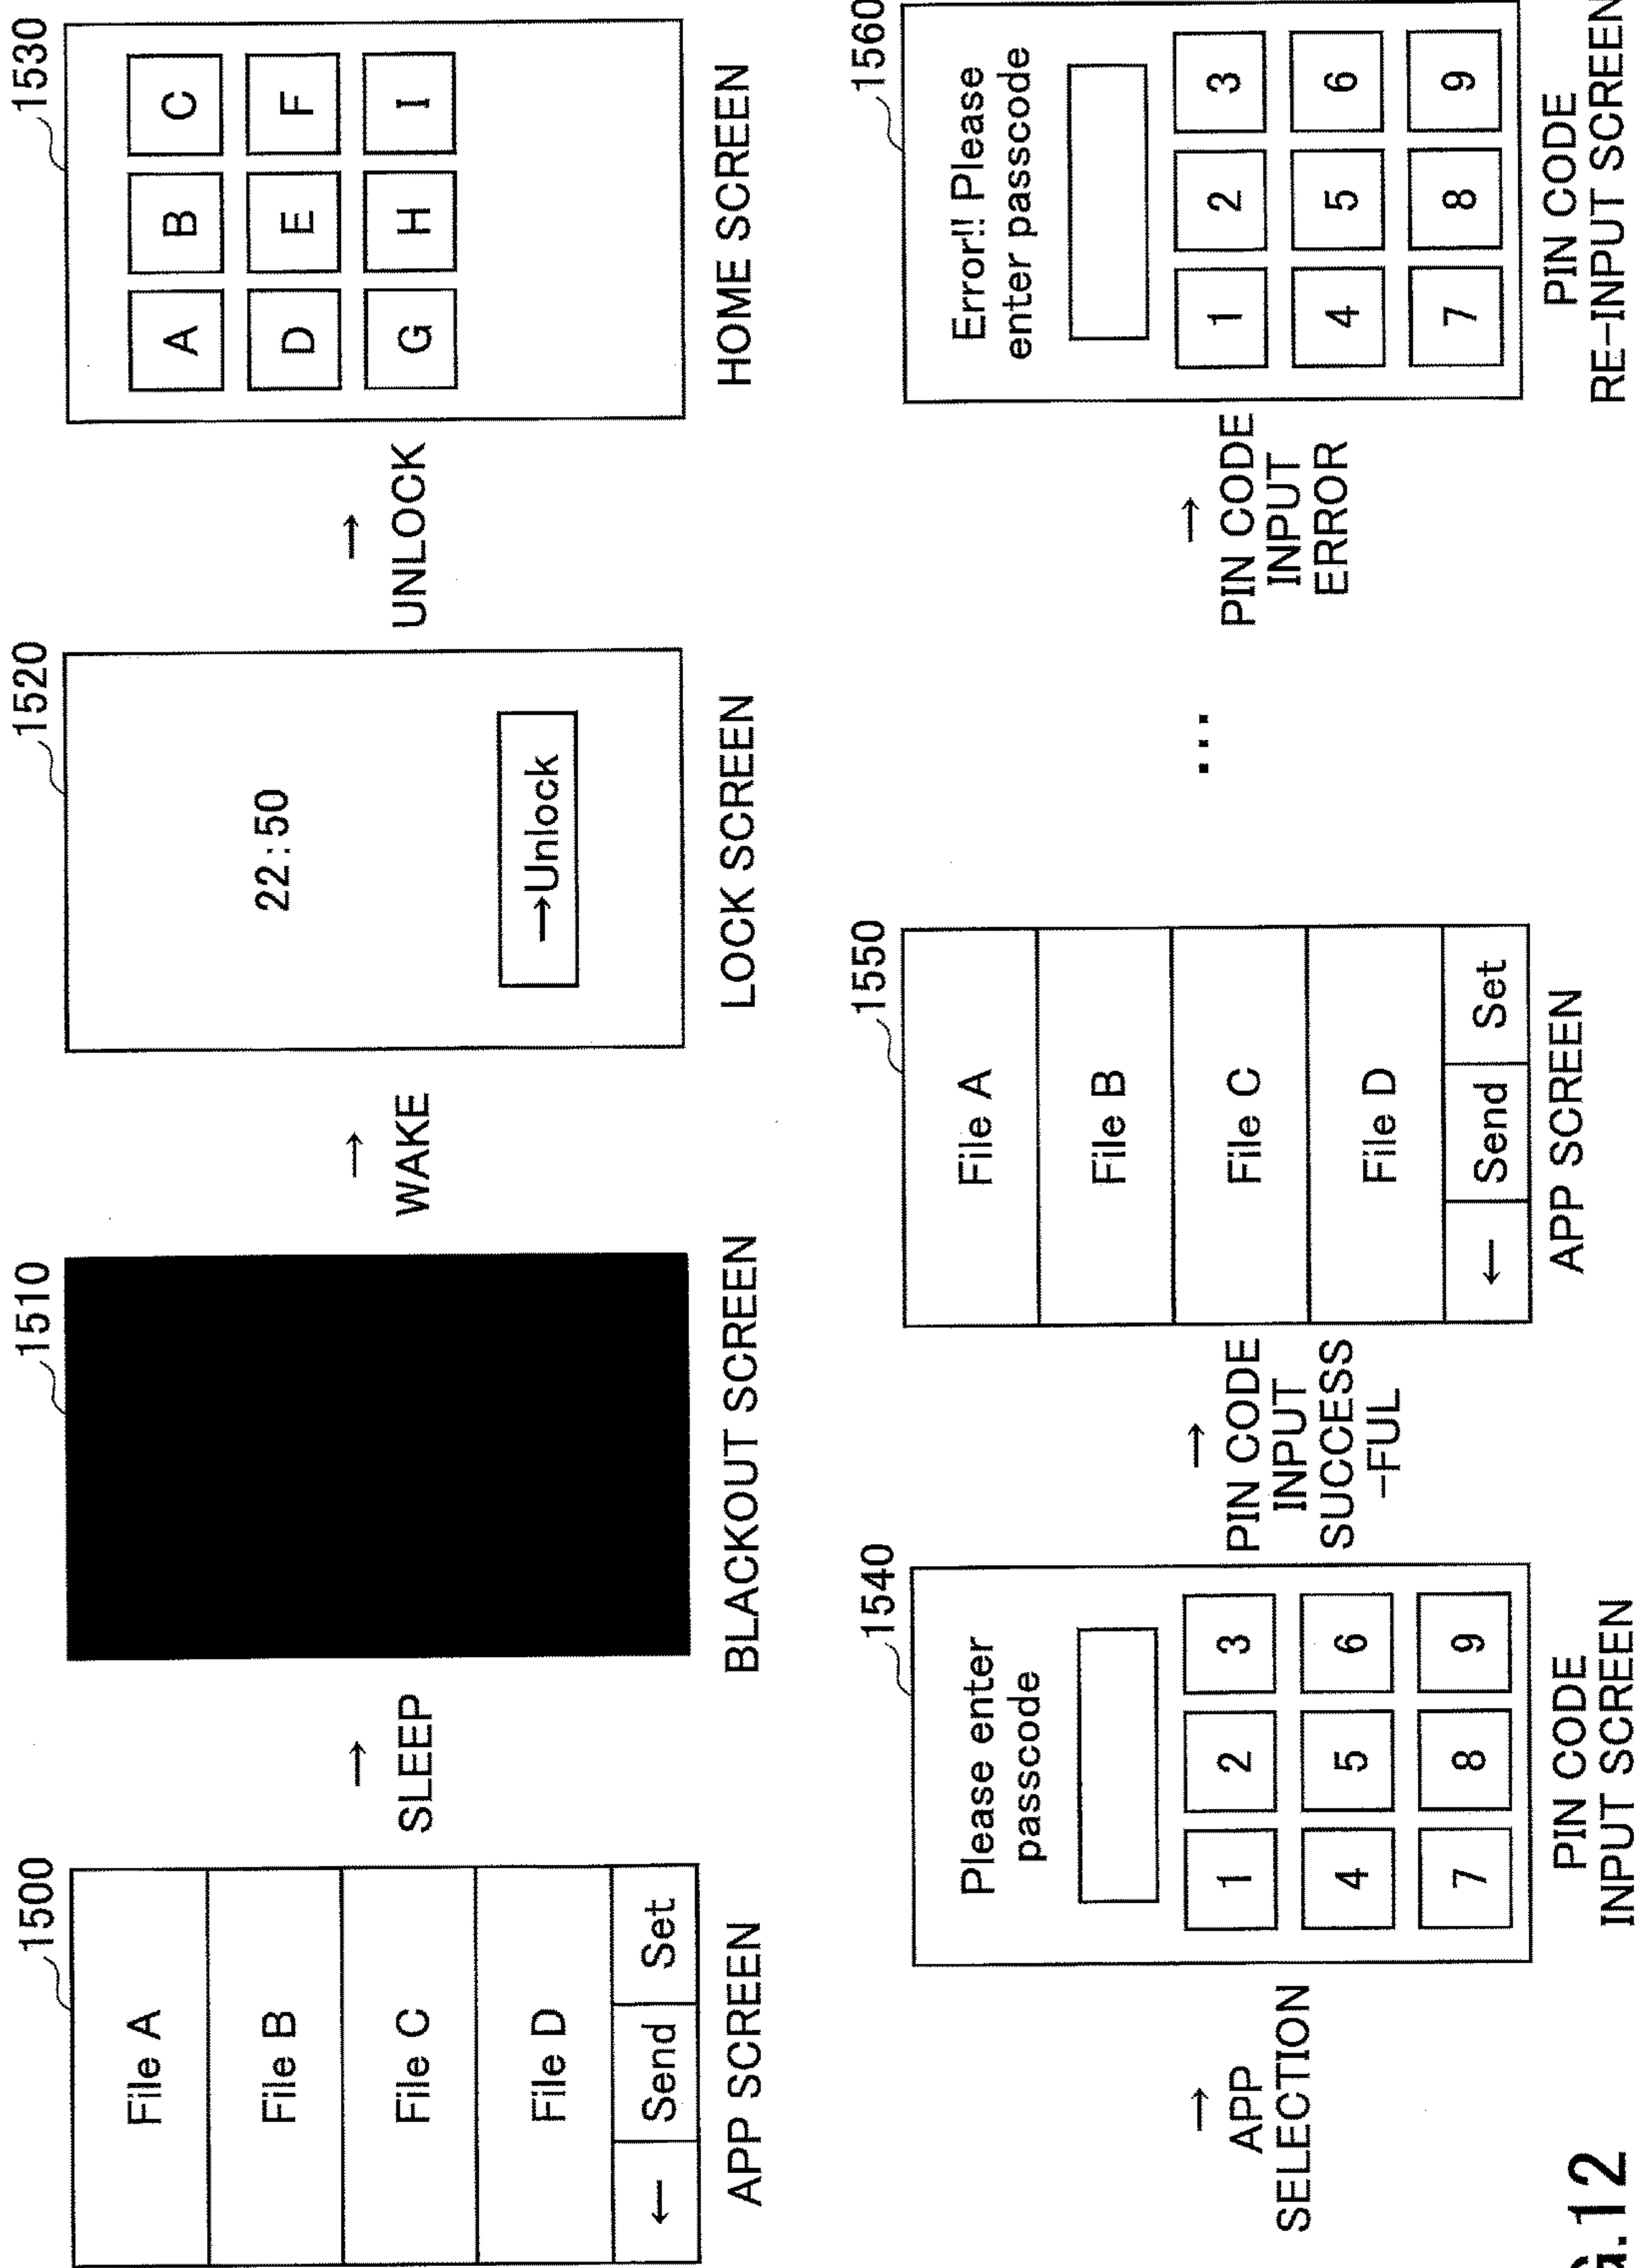 1500
File A
File B
File C
File D
← Send Set
APP SCREEN
→
SLEEP
1510
BLACKOUT SCREEN
→
WAKE
1520
22:50
→Unlock
LOCK SCREEN
→
UNLOCK
1530
A B C
D E F
G H I
HOME SCREEN
→
APP
SELECTION
1540
Please enter
passcode
1 2 3
4 5 6
7 8 9
PIN CODE
INPUT SCREEN
→
PIN CODE
INPUT
SUCCESS
-FUL
1550
File A
File B
File C
File D
← Send Set
APP SCREEN
...
→
PIN CODE
INPUT
ERROR
1560
Error!! Please
enter passcode
1 2 3
4 5 6
7 8 9
PIN CODE
RE-INPUT SCREEN
G.12